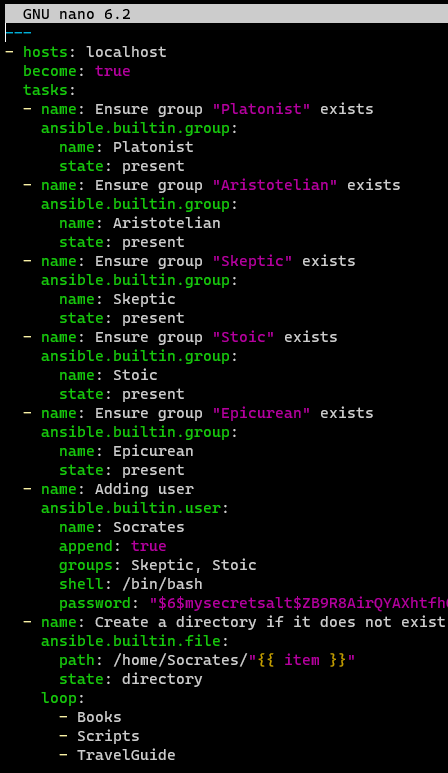 GNU nano 6.2
---
- hosts: localhost
  become: true
  tasks:
  - name: Ensure group "Platonist" exists
    ansible.builtin.group:
      name: Platonist
      state: present
  - name: Ensure group "Aristotelian" exists
    ansible.builtin.group:
      name: Aristotelian
      state: present
  - name: Ensure group "Skeptic" exists
    ansible.builtin.group:
      name: Skeptic
      state: present
  - name: Ensure group "Stoic" exists
    ansible.builtin.group:
      name: Stoic
      state: present
  - name: Ensure group "Epicurean" exists
    ansible.builtin.group:
      name: Epicurean
      state: present
  - name: Adding user
    ansible.builtin.user:
      name: Socrates
      append: true
      groups: Skeptic, Stoic
      shell: /bin/bash
      password: "$6$mysecretsalt$ZB9R8AirQYAXhtfh
  - name: Create a directory if it does not exist
    ansible.builtin.file:
      path: /home/Socrates/"{{ item }}"
      state: directory
    loop:
      - Books
      - Scripts
      - TravelGuide